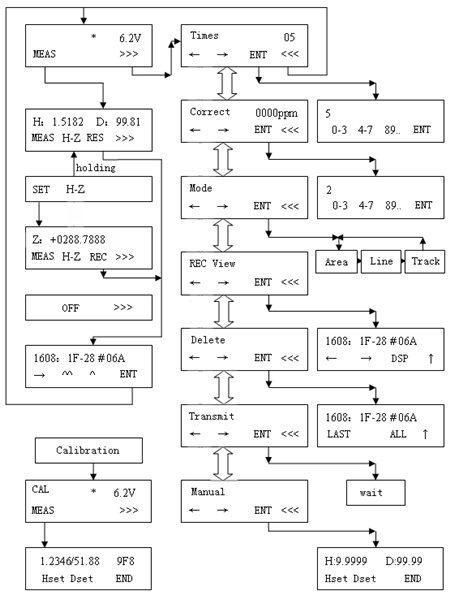 * 6.2V
MEAS >>>
Times 05
← → ENT <<<
H: 1.5182 D: 99.81
MEAS H-Z RES >>>
Correct 0000ppm
← → ENT <<<
5
0-3 4-7 89.. ENT
holding
SET H-Z
Mode
← → ENT <<<
2
0-3 4-7 89.. ENT
Z: +0288.7888
MEAS H-Z REC >>>
REC View
← → ENT <<<
Area Line Track
OFF >>>
1608: 1F-28 #06A
→ ^^ ^ ENT
Delete
← → ENT <<<
1608: 1F-28 #06A
← → DSP ↑
Transmit
← → ENT <<<
1608: 1F-28 #06A
LAST ALL ↑
Calibration
CAL * 6.2V
MEAS >>>
Manual
← → ENT <<<
wait
1.2346/51.88 9F8
Hset Dset END
H:9.9999 D:99.99
Hset Dset END